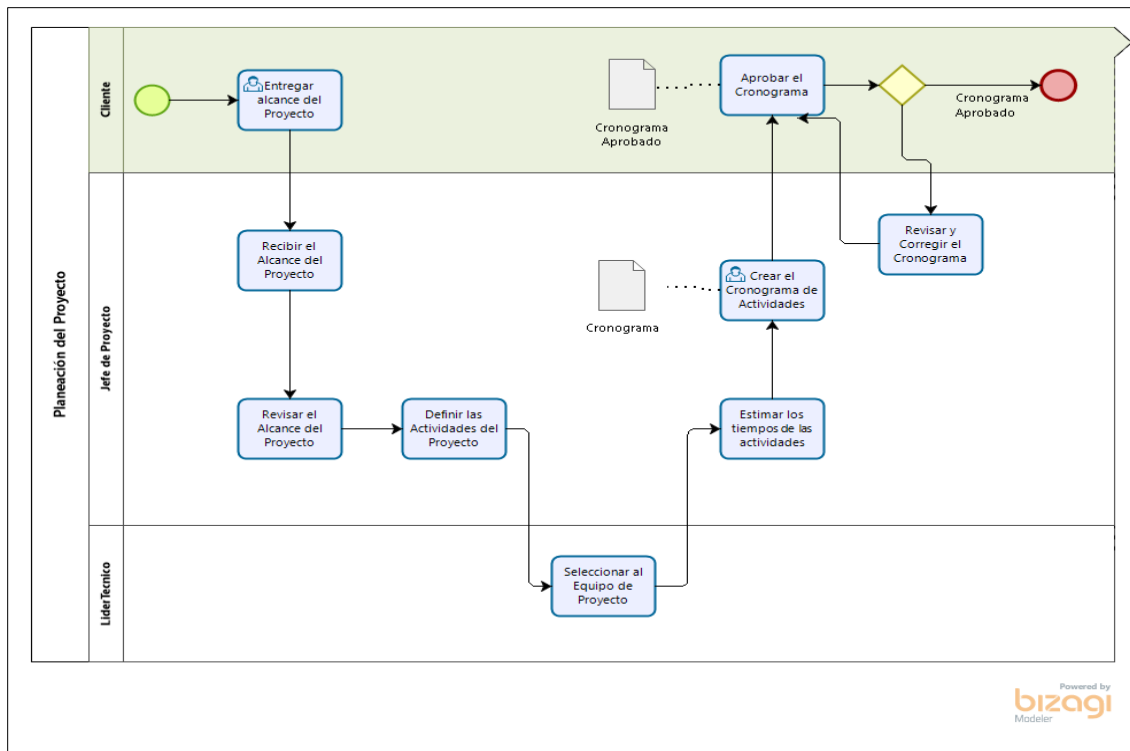 Planeación del Proyecto
Cliente
Entregar
alcance del
Proyecto
Cronograma
Aprobado
Aprobar el
Cronograma
Cronograma
Aprobado
Jefe de Proyecto
Recibir el
Alcance del
Proyecto
Revisar el
Alcance del
Proyecto
Definir las
Actividades del
Proyecto
Cronograma
Crear el
Cronograma de
Actividades
Estimar los
tiempos de las
actividades
Revisar y
Corregir el
Cronograma
LiderTecnico
Seleccionar al
Equipo de
Proyecto
Powered by
bizagi
Modeler